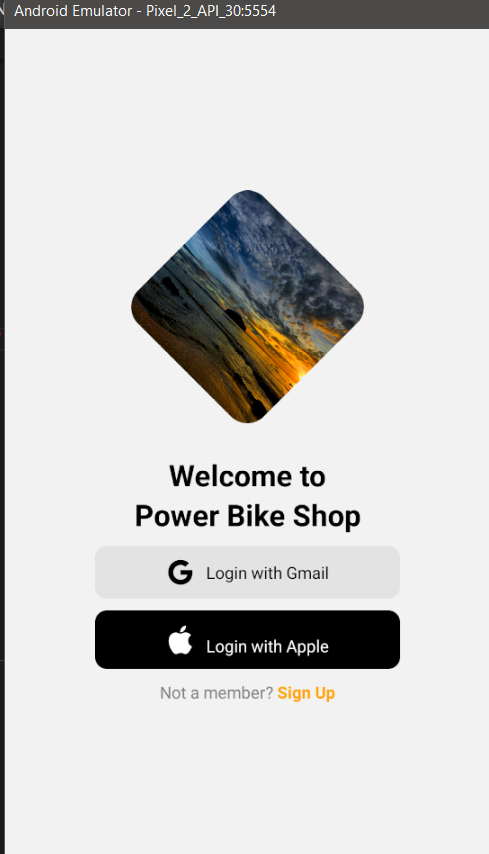 Android Emulator - Pixel_2_API_30:5554
Welcome to
Power Bike Shop
Login with Gmail
Login with Apple
Not a member? Sign Up